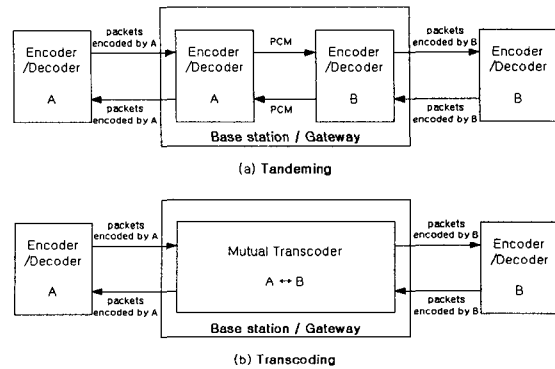 packets
encoded by A
PCM
packets
encoded by B
Encoder
/Decoder
A
Encoder
/Decoder
A
Encoder
/Decoder
B
Encoder
/Decoder
B
packets
encoded by A
PCM
packets
encoded by B
Base station / Gateway
(a) Tandeming
packets
encoded by A
packets
encoded by B
Encoder
/Decoder
A
Mutual Transcoder
A ↔ B
Encoder
/Decoder
B
packets
encoded by A
packets
encoded by B
Base station / Gateway
(b) Transcoding